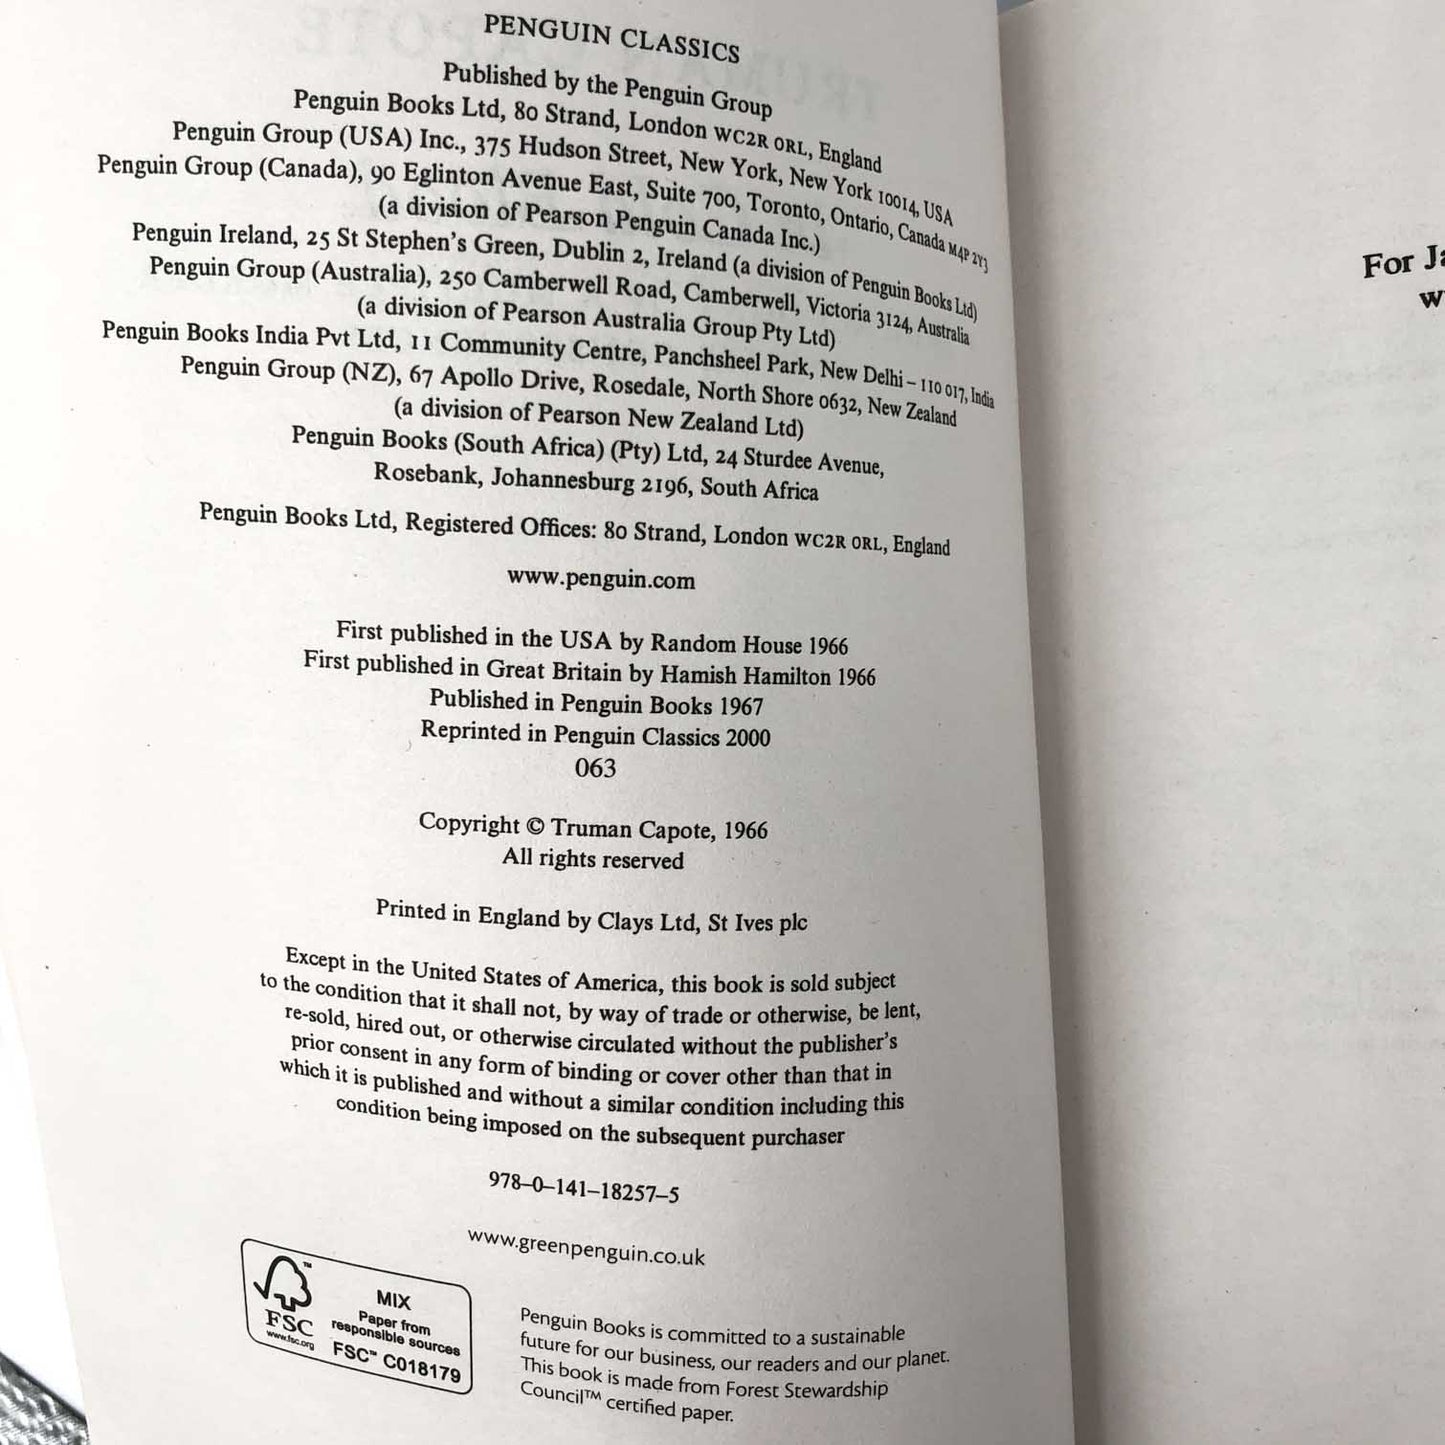 PENGUIN CLASSICS
Published by the Penguin Group
Penguin Books Ltd, 80 Strand, London WC2R 0RL, England
Penguin Group (USA) Inc., 375 Hudson Street, New York, New York 10014, USA
Penguin Group (Canada), 90 Eglinton Avenue East, Suite 700, Toronto, Ontario, Canada M4P 2Y3
(a division of Pearson Penguin Canada Inc.)
Penguin Ireland, 25 St Stephen's Green, Dublin 2, Ireland (a division of Penguin Books Ltd)
Penguin Group (Australia), 250 Camberwell Road, Camberwell, Victoria 3124, Australia
(a division of Pearson Australia Group Pty Ltd)
Penguin Books India Pvt Ltd, 11 Community Centre, Panchsheel Park, New Delhi – 110 017, India
Penguin Group (NZ), 67 Apollo Drive, Rosedale, North Shore 0632, New Zealand
(a division of Pearson New Zealand Ltd)
Penguin Books (South Africa) (Pty) Ltd, 24 Sturdee Avenue,
Rosebank, Johannesburg 2196, South Africa
Penguin Books Ltd, Registered Offices: 80 Strand, London WC2R 0RL, England
www.penguin.com
First published in the USA by Random House 1966
First published in Great Britain by Hamish Hamilton 1966
Published in Penguin Books 1967
Reprinted in Penguin Classics 2000
063
Copyright © Truman Capote, 1966
All rights reserved
Printed in England by Clays Ltd, St Ives plc
Except in the United States of America, this book is sold subject
to the condition that it shall not, by way of trade or otherwise, be lent,
re-sold, hired out, or otherwise circulated without the publisher's
prior consent in any form of binding or cover other than that in
which it is published and without a similar condition including this
condition being imposed on the subsequent purchaser
978–0–141–18257–5
www.greenpenguin.co.uk
FSC
www.fsc.org
MIX
Paper from
responsible sources
FSC™ C018179
Penguin Books is committed to a sustainable
future for our business, our readers and our planet.
This book is made from Forest Stewardship
Council™ certified paper.
For